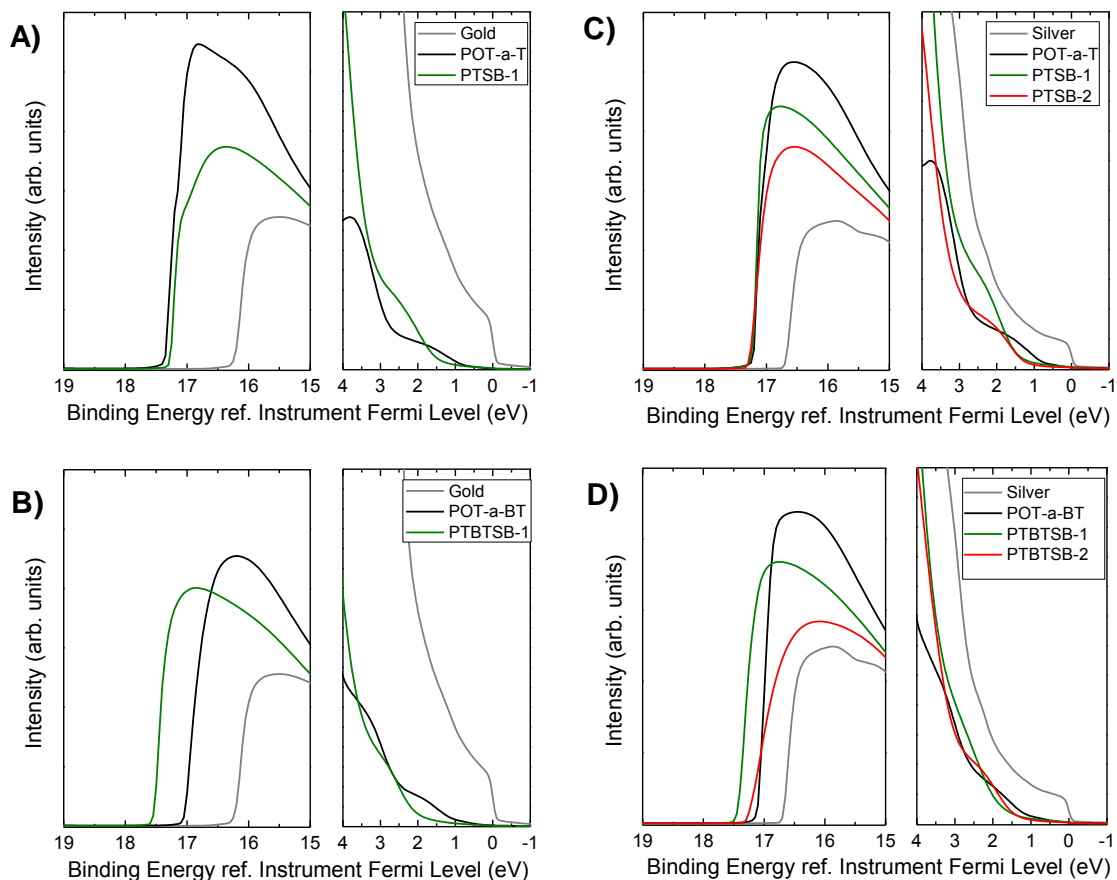 A)
Gold
POT-a-T
PTSB-1
Intensity (arb. units)
19 18 17 16 15 4 3 2 1 0 -1
Binding Energy ref. Instrument Fermi Level (eV)
C)
Silver
POT-a-T
PTSB-1
PTSB-2
Intensity (arb. units)
19 18 17 16 15 4 3 2 1 0 -1
Binding Energy ref. Instrument Fermi Level (eV)
B)
Gold
POT-a-BT
PTBTSB-1
Intensity (arb. units)
19 18 17 16 15 4 3 2 1 0 -1
Binding Energy ref. Instrument Fermi Level (eV)
D)
Silver
POT-a-BT
PTBTSB-1
PTBTSB-2
Intensity (arb. units)
19 18 17 16 15 4 3 2 1 0 -1
Binding Energy ref. Instrument Fermi Level (eV)